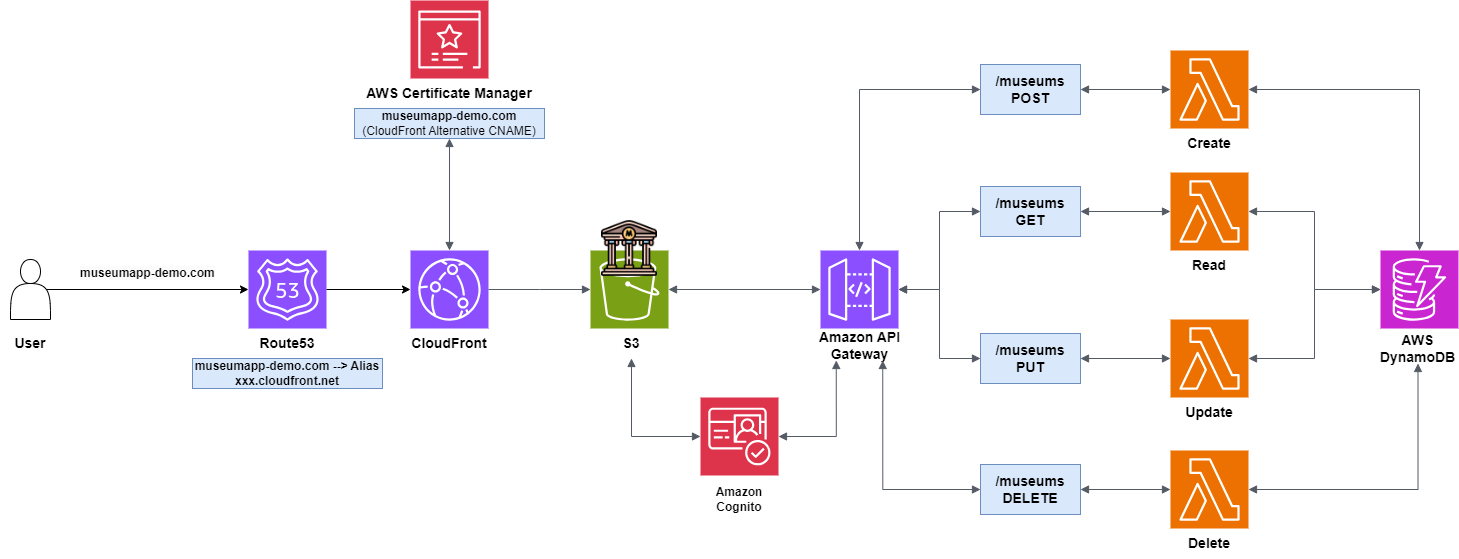 AWS Certificate Manager
museumapp-demo.com
(CloudFront Alternative CNAME)
museumapp-demo.com
User
53
Route53
museumapp-demo.com --> Alias
xxx.cloudfront.net
CloudFront
M
S3
</>
Amazon API
Gateway
Amazon
Cognito
/museums
POST
Create
/museums
GET
Read
/museums
PUT
Update
/museums
DELETE
Delete
AWS
DynamoDB